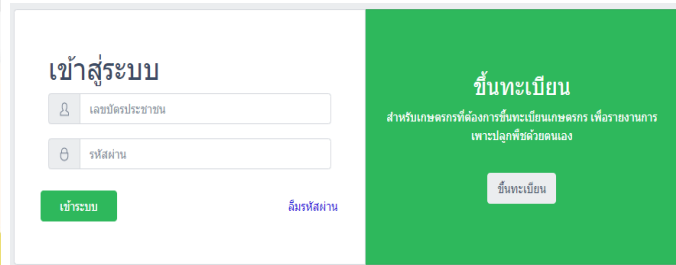 เข้าสู่ระบบ
เลขบัตรประชาชน
รหัสผ่าน
เข้าระบบ
ลืมรหัสผ่าน
ขึ้นทะเบียน
สำหรับเกษตรกรที่ต้องการขึ้นทะเบียนเกษตรกร เพื่อรายงานการ
เพาะปลูกพืชด้วยตนเอง
ขึ้นทะเบียน